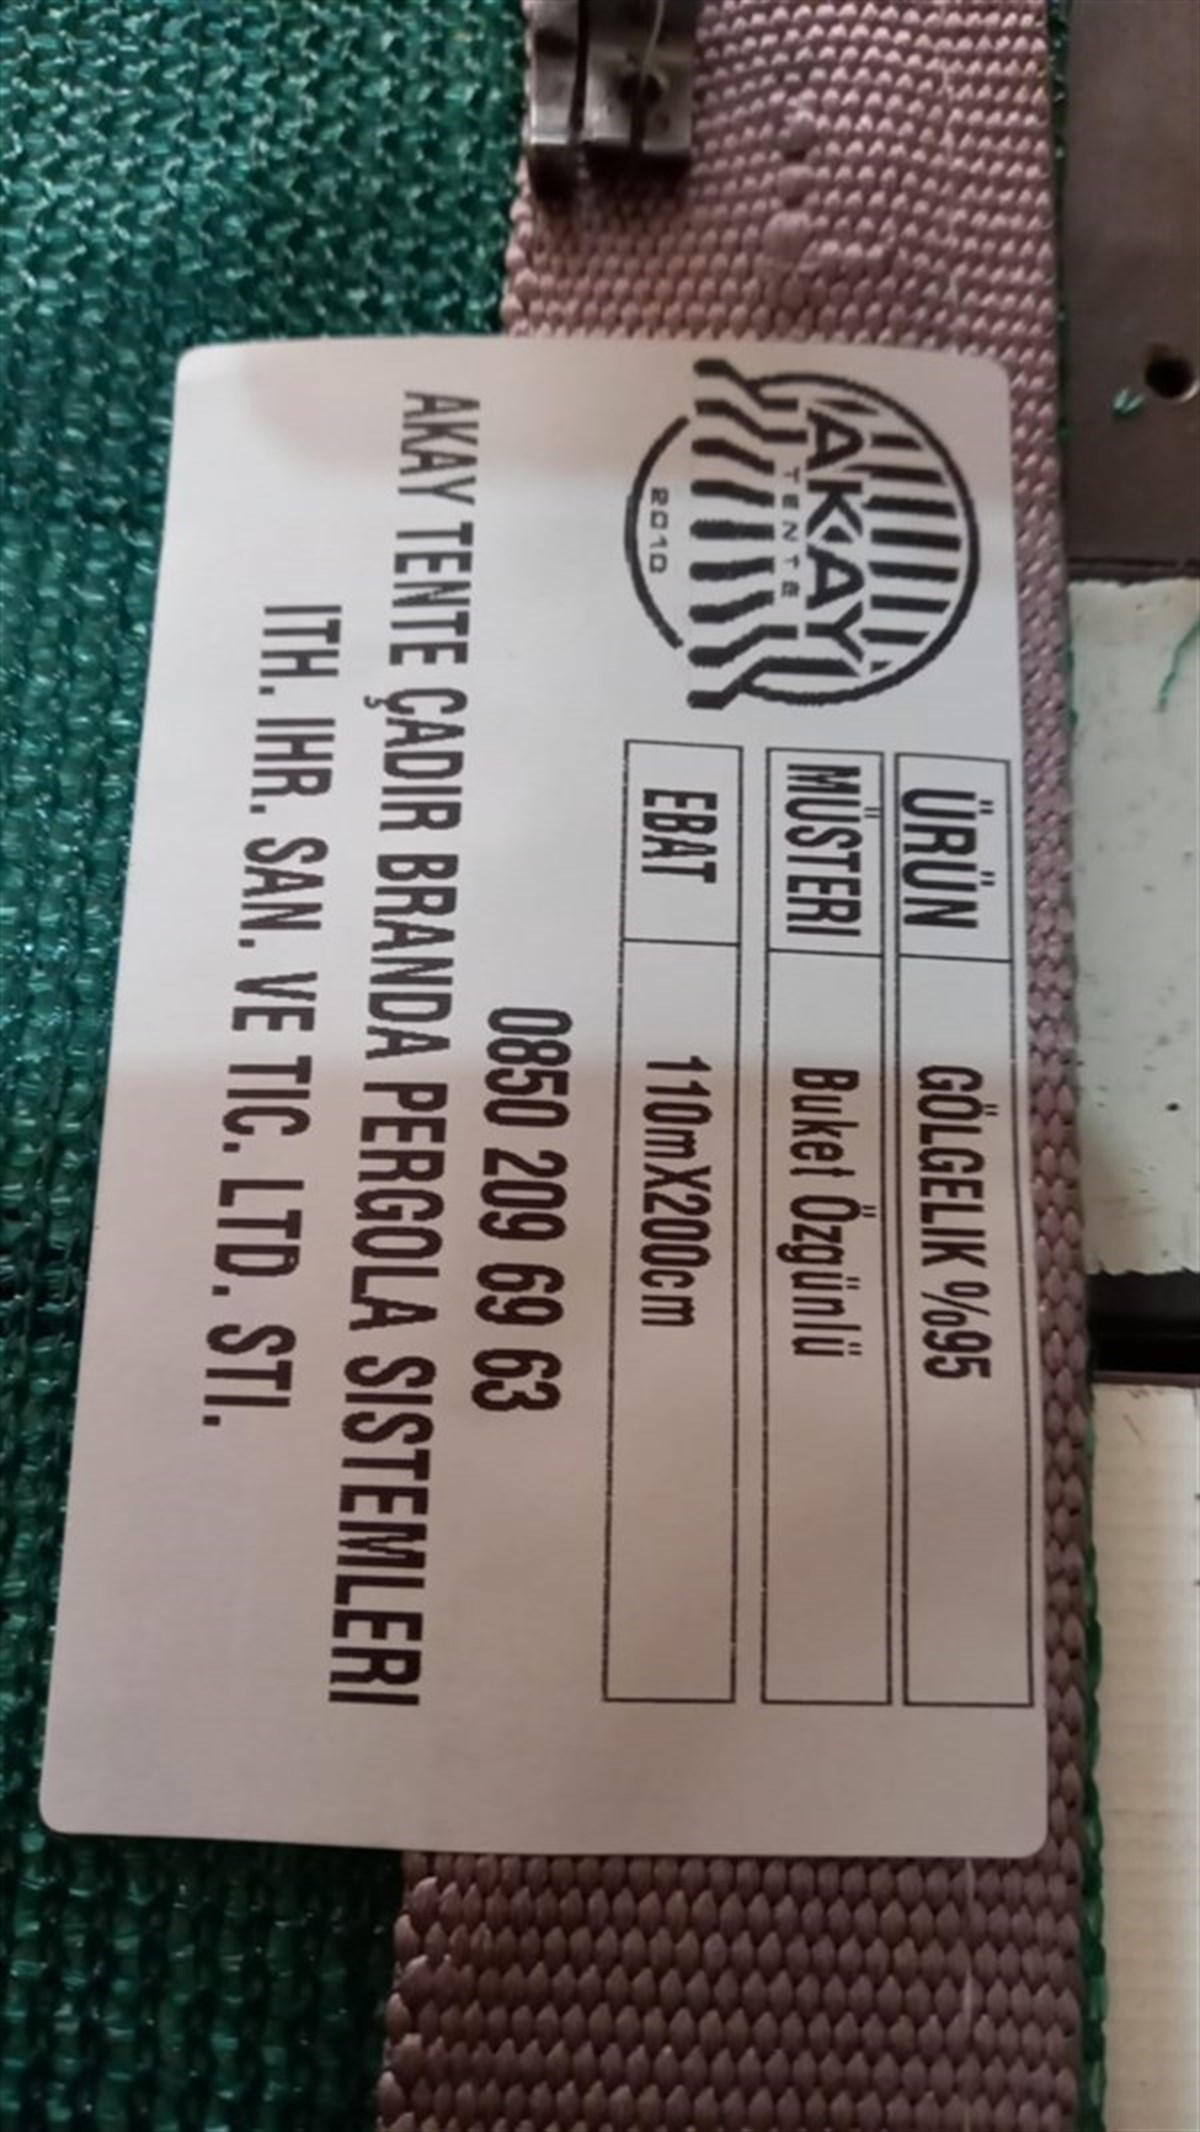 AKAY
TENTE
2010
ÜRÜN GÖLGELIK %95
MÜSTERI Buket Özgünlü
EBAT 110mX200cm
0850 209 69 63
AKAY TENTE ÇADIR BRANDA PERGOLA SISTEMLERI
ITH. IHR. SAN. VE TIC. LTD. STI.